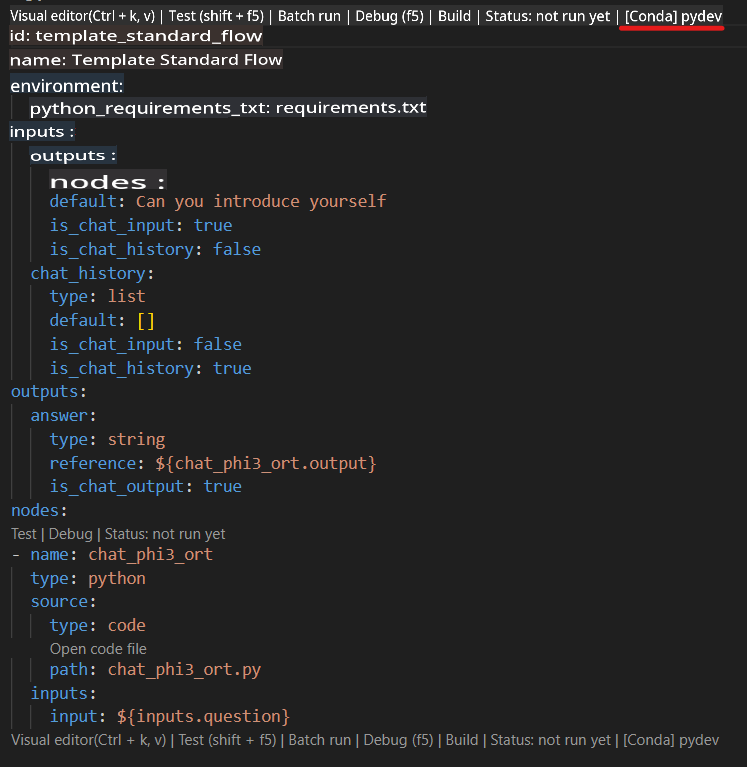 Visual editor(Ctrl + k, v) | Test (shift + f5) | Batch run | Debug (f5) | Build | Status: not run yet | [Conda] pydev
id: template_standard_flow
name: Template Standard Flow
environment:
python_requirements_txt: requirements.txt
inputs :
outputs :
nodes :
default: Can you introduce yourself
is_chat_input: true
is_chat_history: false
chat_history:
type: list
default: []
is_chat_input: false
is_chat_history: true
outputs:
answer:
type: string
reference: ${chat_phi3_ort.output}
is_chat_output: true
nodes:
Test | Debug | Status: not run yet
- name: chat_phi3_ort
type: python
source:
type: code
Open code file
path: chat_phi3_ort.py
inputs:
input: ${inputs.question}
Visual editor(Ctrl + k, v) | Test (shift + f5) | Batch run | Debug (f5) | Build | Status: not run yet | [Conda] pydev